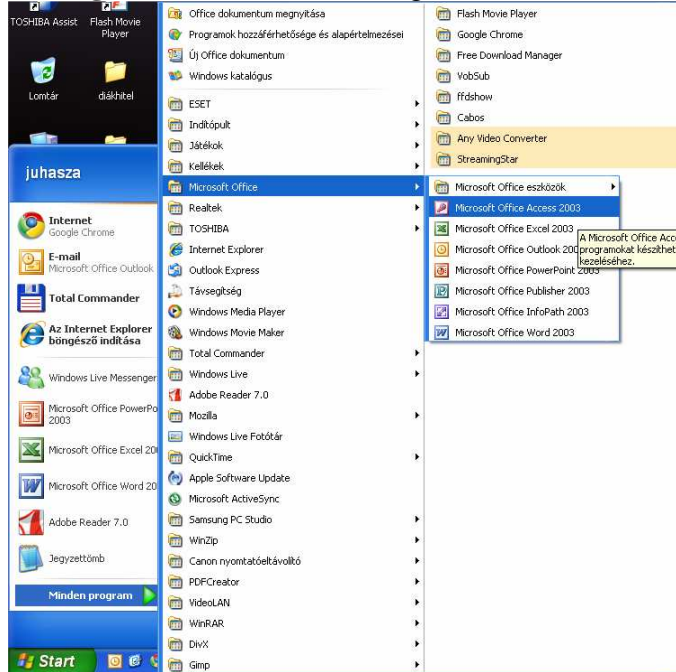 TOSHIBA Assist
Flash Movie Player
Lomtár
diákhitel
juhasza
Internet
Google Chrome
E-mail
Microsoft Office Outlook
Total Commander
Az Internet Explorer
böngésző indítása
Windows Live Messenger
Microsoft Office PowerPo
2003
Microsoft Office Excel 20
Microsoft Office Word 20
Adobe Reader 7.0
Jegyzettömb
Minden program
Start
Office dokumentum megnyitása
Programok hozzáférhetősége és alapértelmezései
Új Office dokumentum
Windows katalógus
ESET
Indítópult
Játékok
Kellékek
Microsoft Office
Realtek
TOSHIBA
Internet Explorer
Outlook Express
Távsegítség
Windows Media Player
Windows Movie Maker
Total Commander
Windows Live
Adobe Reader 7.0
Mozilla
Windows Live Fotótár
QuickTime
Apple Software Update
Microsoft ActiveSync
Samsung PC Studio
WinZip
Canon nyomtatóeltávolító
PDFCreator
VideoLAN
WinRAR
DivX
Gimp
Flash Movie Player
Google Chrome
Free Download Manager
VobSub
ffdshow
Cabos
Any Video Converter
StreamingStar
Microsoft Office eszközök
Microsoft Office Access 2003
Microsoft Office Excel 2003
Microsoft Office Outlook 200
Microsoft Office PowerPoint 2003
Microsoft Office Publisher 2003
Microsoft Office InfoPath 2003
Microsoft Office Word 2003
A Microsoft Office Acc
programokat készíthet
kezeléséhez.